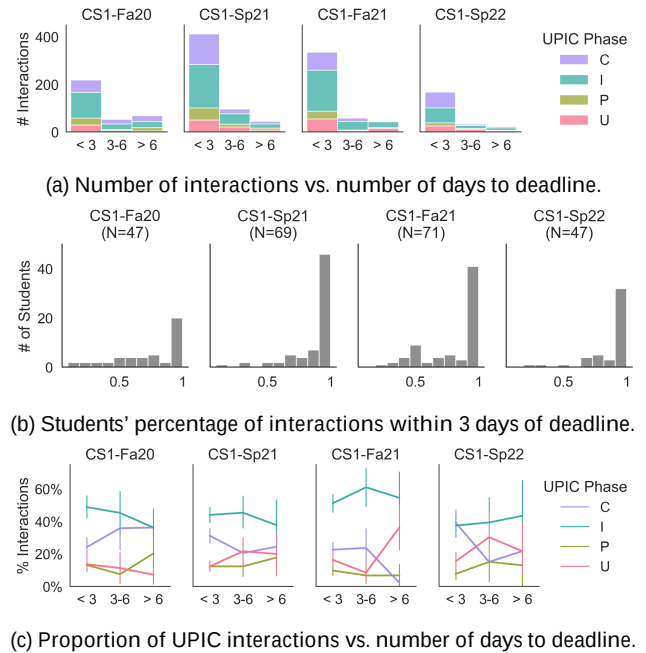 CS1-Fa20 CS1-Sp21 CS1-Fa21 CS1-Sp22
# Interactions
400
200
0
< 3 3-6 > 6 < 3 3-6 > 6 < 3 3-6 > 6 < 3 3-6 > 6
UPIC Phase
C
I
P
U
(a) Number of interactions vs. number of days to deadline.
CS1-Fa20 CS1-Sp21 CS1-Fa21 CS1-Sp22
(N=47) (N=69) (N=71) (N=47)
# of Students
40
20
0
0.5 1 0.5 1 0.5 1 0.5 1
(b) Students’ percentage of interactions within 3 days of deadline.
CS1-Fa20 CS1-Sp21 CS1-Fa21 CS1-Sp22
% Interactions
60%
40%
20%
0%
< 3 3-6 > 6 < 3 3-6 > 6 < 3 3-6 > 6 < 3 3-6 > 6
UPIC Phase
C
I
P
U
(c) Proportion of UPIC interactions vs. number of days to deadline.